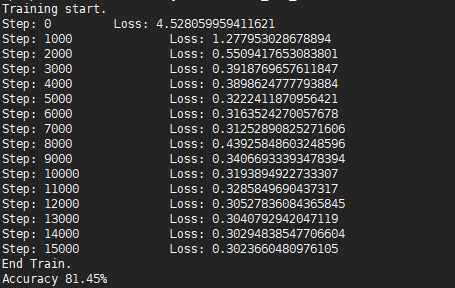 Training start.
Step: 0 Loss: 4.528059959411621
Step: 1000 Loss: 1.277953028678894
Step: 2000 Loss: 0.5509417653083801
Step: 3000 Loss: 0.3918769657611847
Step: 4000 Loss: 0.3898624777793884
Step: 5000 Loss: 0.3222411870956421
Step: 6000 Loss: 0.3163524270057678
Step: 7000 Loss: 0.31252890825271606
Step: 8000 Loss: 0.43925848603248596
Step: 9000 Loss: 0.34066933393478394
Step: 10000 Loss: 0.3193894922733307
Step: 11000 Loss: 0.3285849690437317
Step: 12000 Loss: 0.30527836084365845
Step: 13000 Loss: 0.3040792942047119
Step: 14000 Loss: 0.30294838547706604
Step: 15000 Loss: 0.3023660480976105
End Train.
Accuracy 81.45%